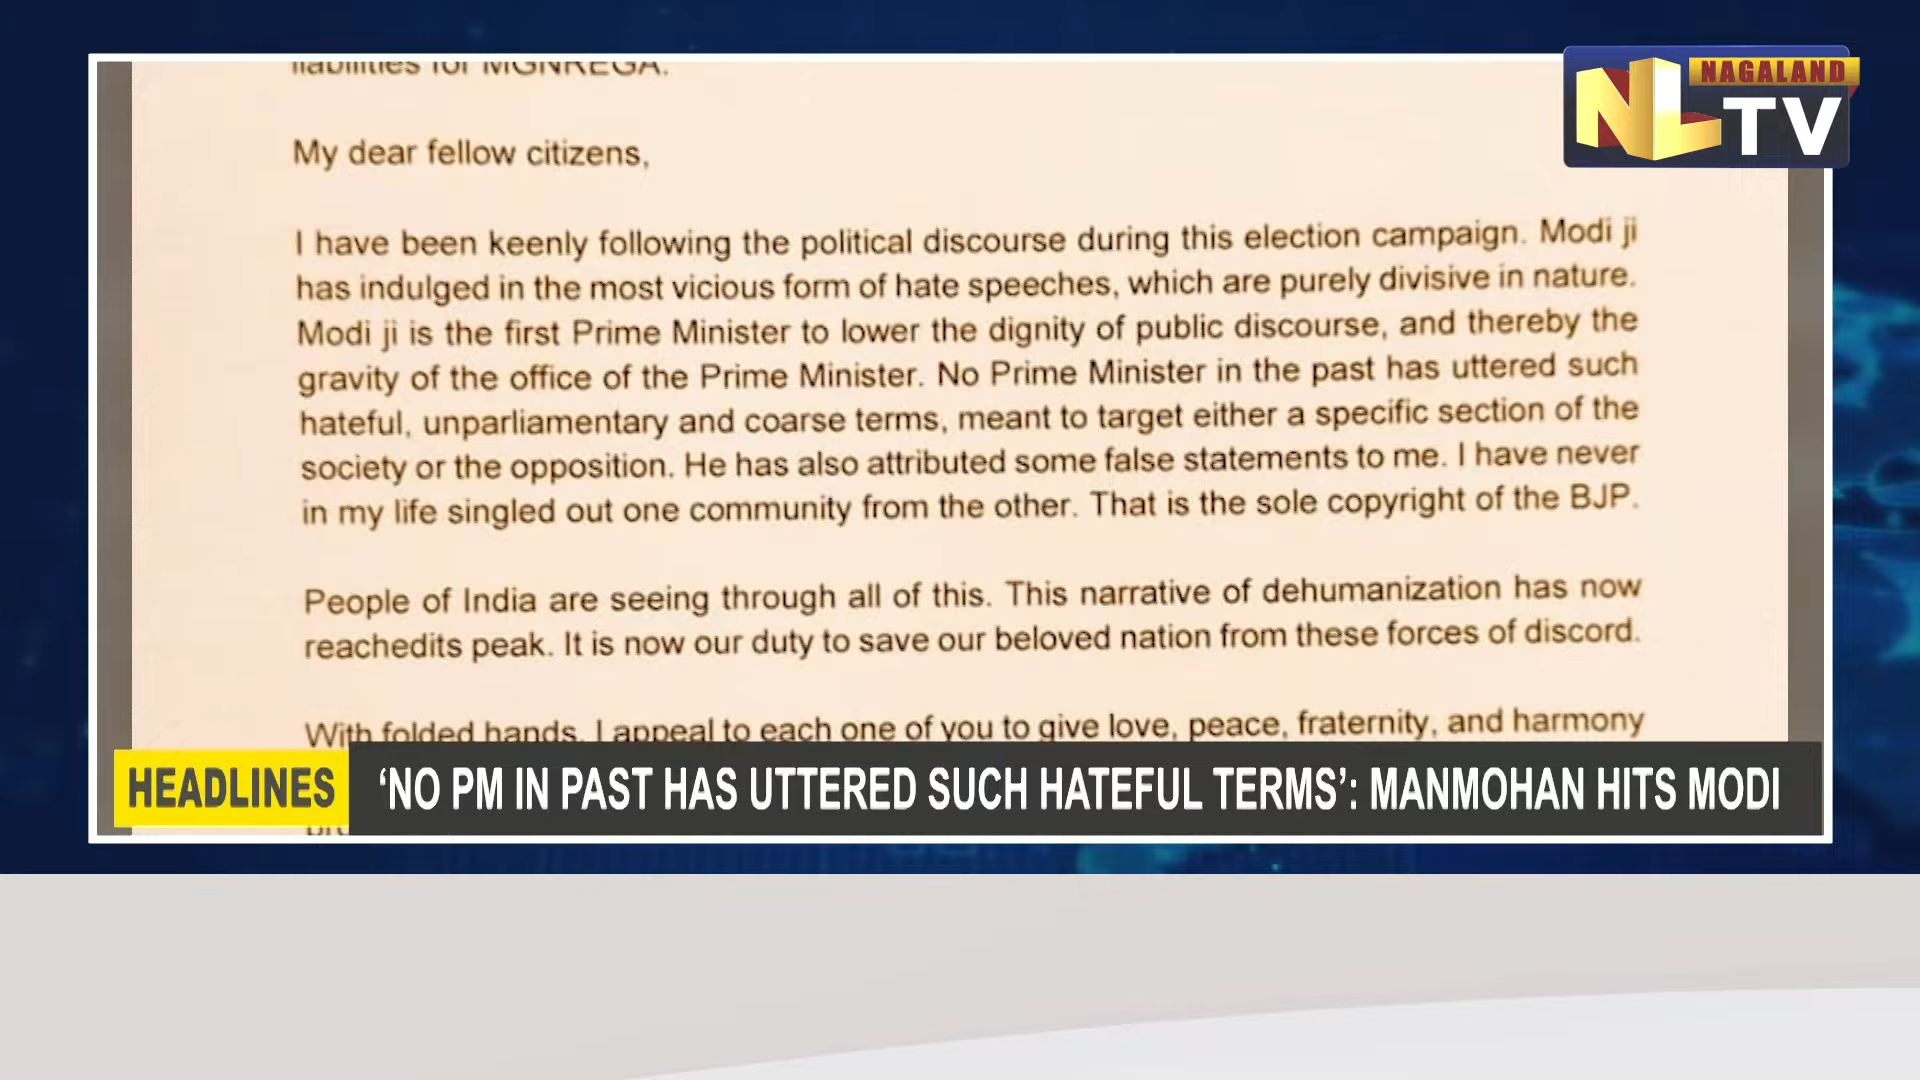 liabilities for MGNREGA.
NAGALAND
NL TV
My dear fellow citizens,
I have been keenly following the political discourse during this election campaign. Modi ji
has indulged in the most vicious form of hate speeches, which are purely divisive in nature.
Modi ji is the first Prime Minister to lower the dignity of public discourse, and thereby the
gravity of the office of the Prime Minister. No Prime Minister in the past has uttered such
hateful, unparliamentary and coarse terms, meant to target either a specific section of the
society or the opposition. He has also attributed some false statements to me. I have never
in my life singled out one community from the other. That is the sole copyright of the BJP.
People of India are seeing through all of this. This narrative of dehumanization has now
reachedits peak. It is now our duty to save our beloved nation from these forces of discord.
With folded hands, I appeal to each one of you to give love, peace, fraternity, and harmony
HEADLINES
‘NO PM IN PAST HAS UTTERED SUCH HATEFUL TERMS’: MANMOHAN HITS MODI